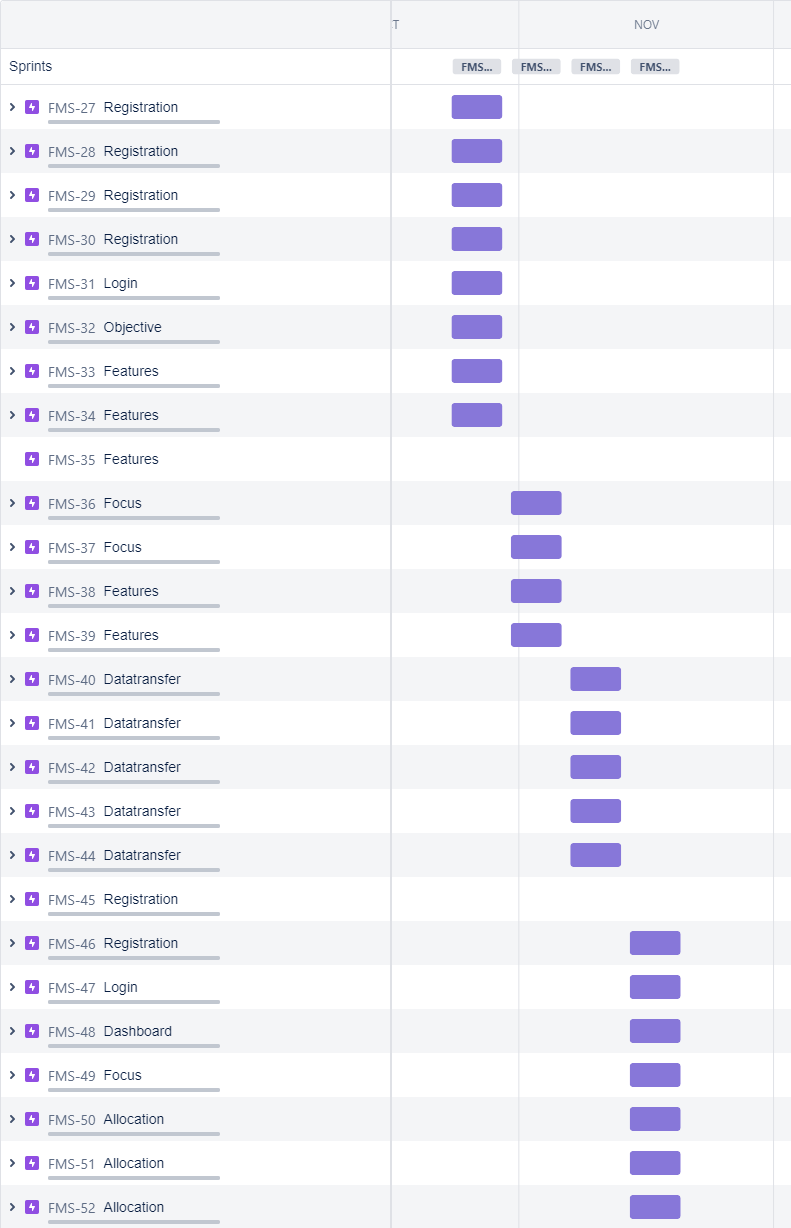 T NOV
Sprints FMS... FMS... FMS... FMS...
FMS-27 Registration
FMS-28 Registration
FMS-29 Registration
FMS-30 Registration
FMS-31 Login
FMS-32 Objective
FMS-33 Features
FMS-34 Features
FMS-35 Features
FMS-36 Focus
FMS-37 Focus
FMS-38 Features
FMS-39 Features
FMS-40 Datatransfer
FMS-41 Datatransfer
FMS-42 Datatransfer
FMS-43 Datatransfer
FMS-44 Datatransfer
FMS-45 Registration
FMS-46 Registration
FMS-47 Login
FMS-48 Dashboard
FMS-49 Focus
FMS-50 Allocation
FMS-51 Allocation
FMS-52 Allocation